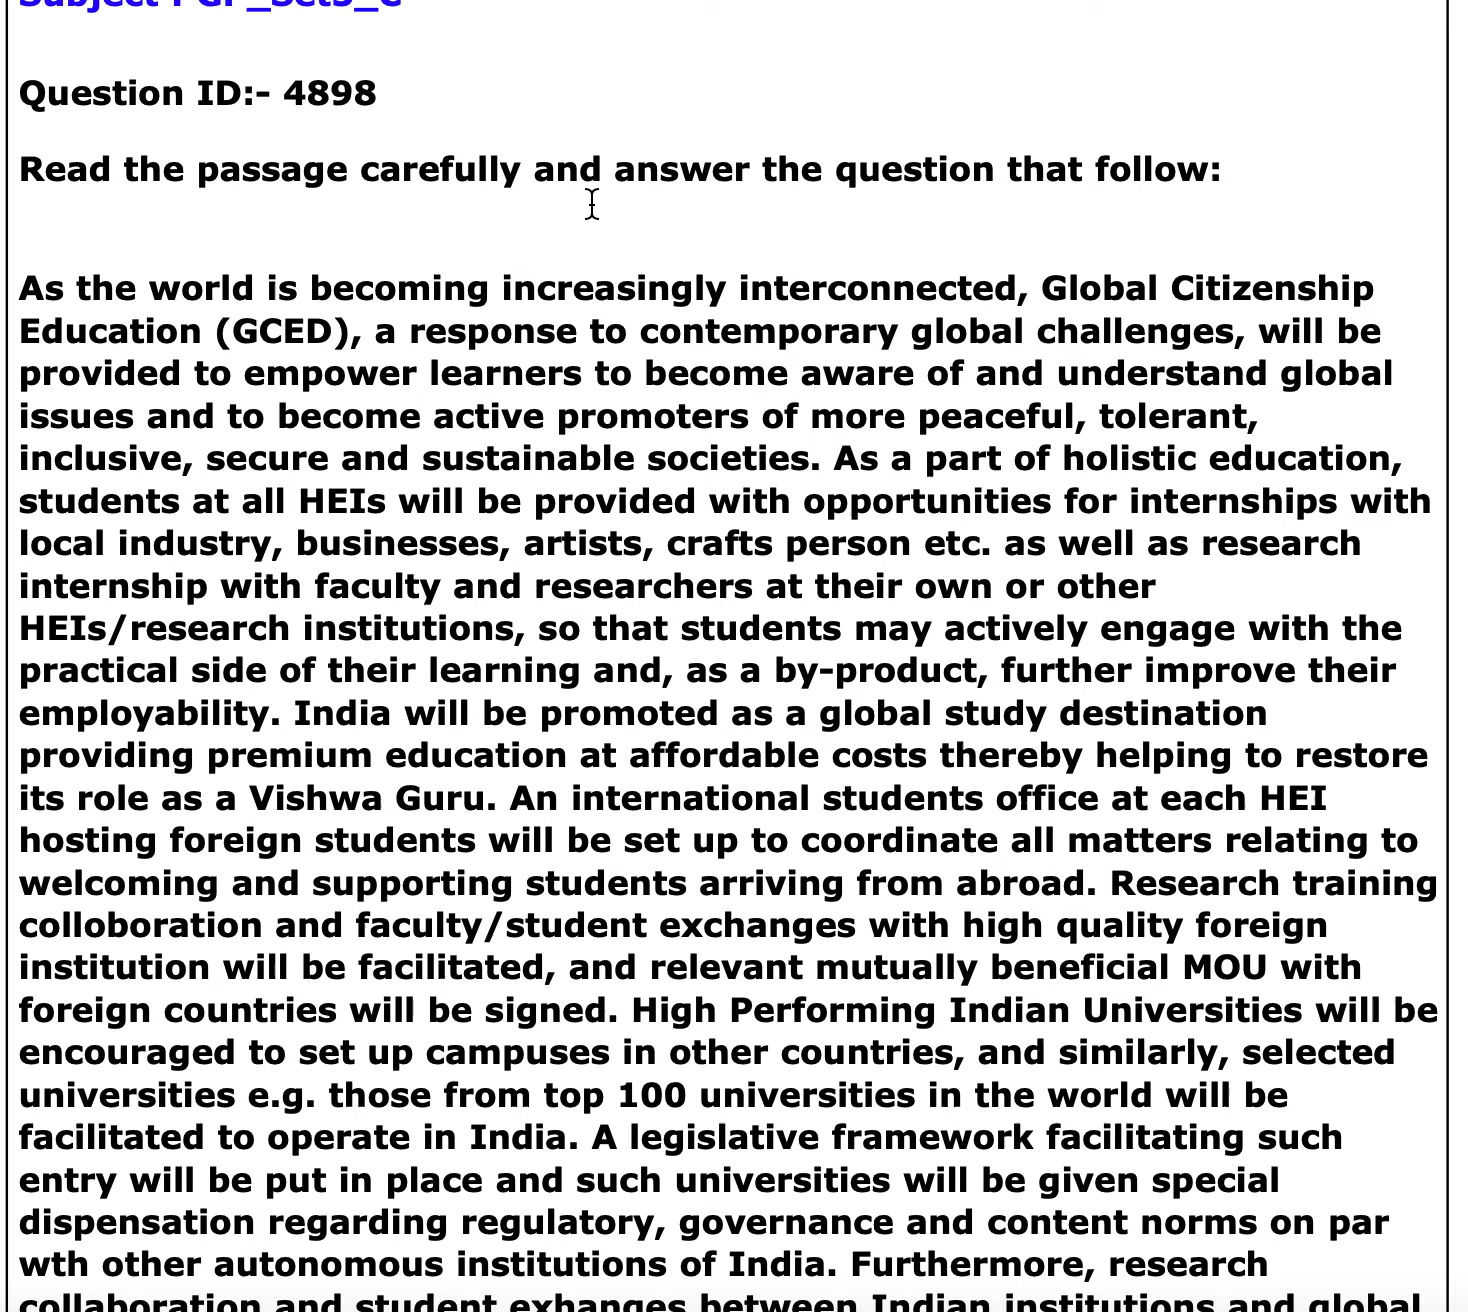 Question ID:- 4898
Read the passage carefully and answer the question that follow:
As the world is becoming increasingly interconnected, Global Citizenship
Education (GCED), a response to contemporary global challenges, will be
provided to empower learners to become aware of and understand global
issues and to become active promoters of more peaceful, tolerant,
inclusive, secure and sustainable societies. As a part of holistic education,
students at all HEIs will be provided with opportunities for internships with
local industry, businesses, artists, crafts person etc. as well as research
internship with faculty and researchers at their own or other
HEIs/research institutions, so that students may actively engage with the
practical side of their learning and, as a by-product, further improve their
employability. India will be promoted as a global study destination
providing premium education at affordable costs thereby helping to restore
its role as a Vishwa Guru. An international students office at each HEI
hosting foreign students will be set up to coordinate all matters relating to
welcoming and supporting students arriving from abroad. Research training
colloboration and faculty/student exchanges with high quality foreign
institution will be facilitated, and relevant mutually beneficial MOU with
foreign countries will be signed. High Performing Indian Universities will be
encouraged to set up campuses in other countries, and similarly, selected
universities e.g. those from top 100 universities in the world will be
facilitated to operate in India. A legislative framework facilitating such
entry will be put in place and such universities will be given special
dispensation regarding regulatory, governance and content norms on par
wth other autonomous institutions of India. Furthermore, research
collaboration and student exhanges between Indian institutions and global